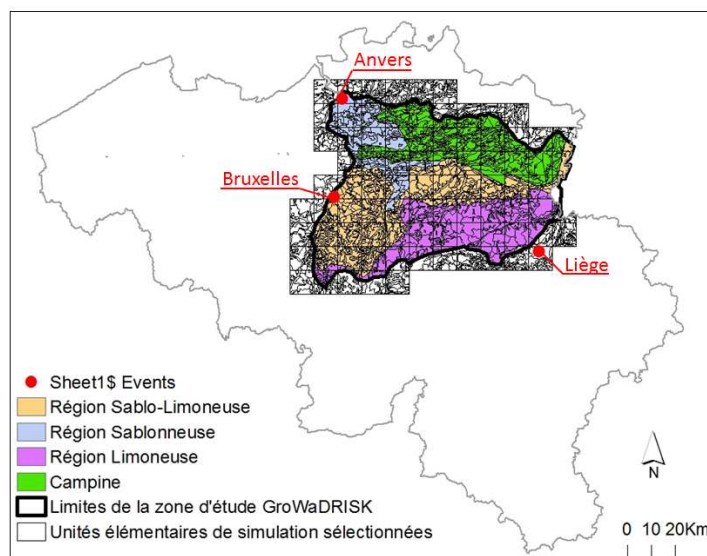 Anvers
Bruxelles
Liège
Sheet1$ Events
Région Sablo-Limoneuse
Région Sablonneuse
Région Limoneuse
Campine
Limites de la zone d'étude GroWaDRISK
Unités élémentaires de simulation sélectionnées
N
0 10 20Km